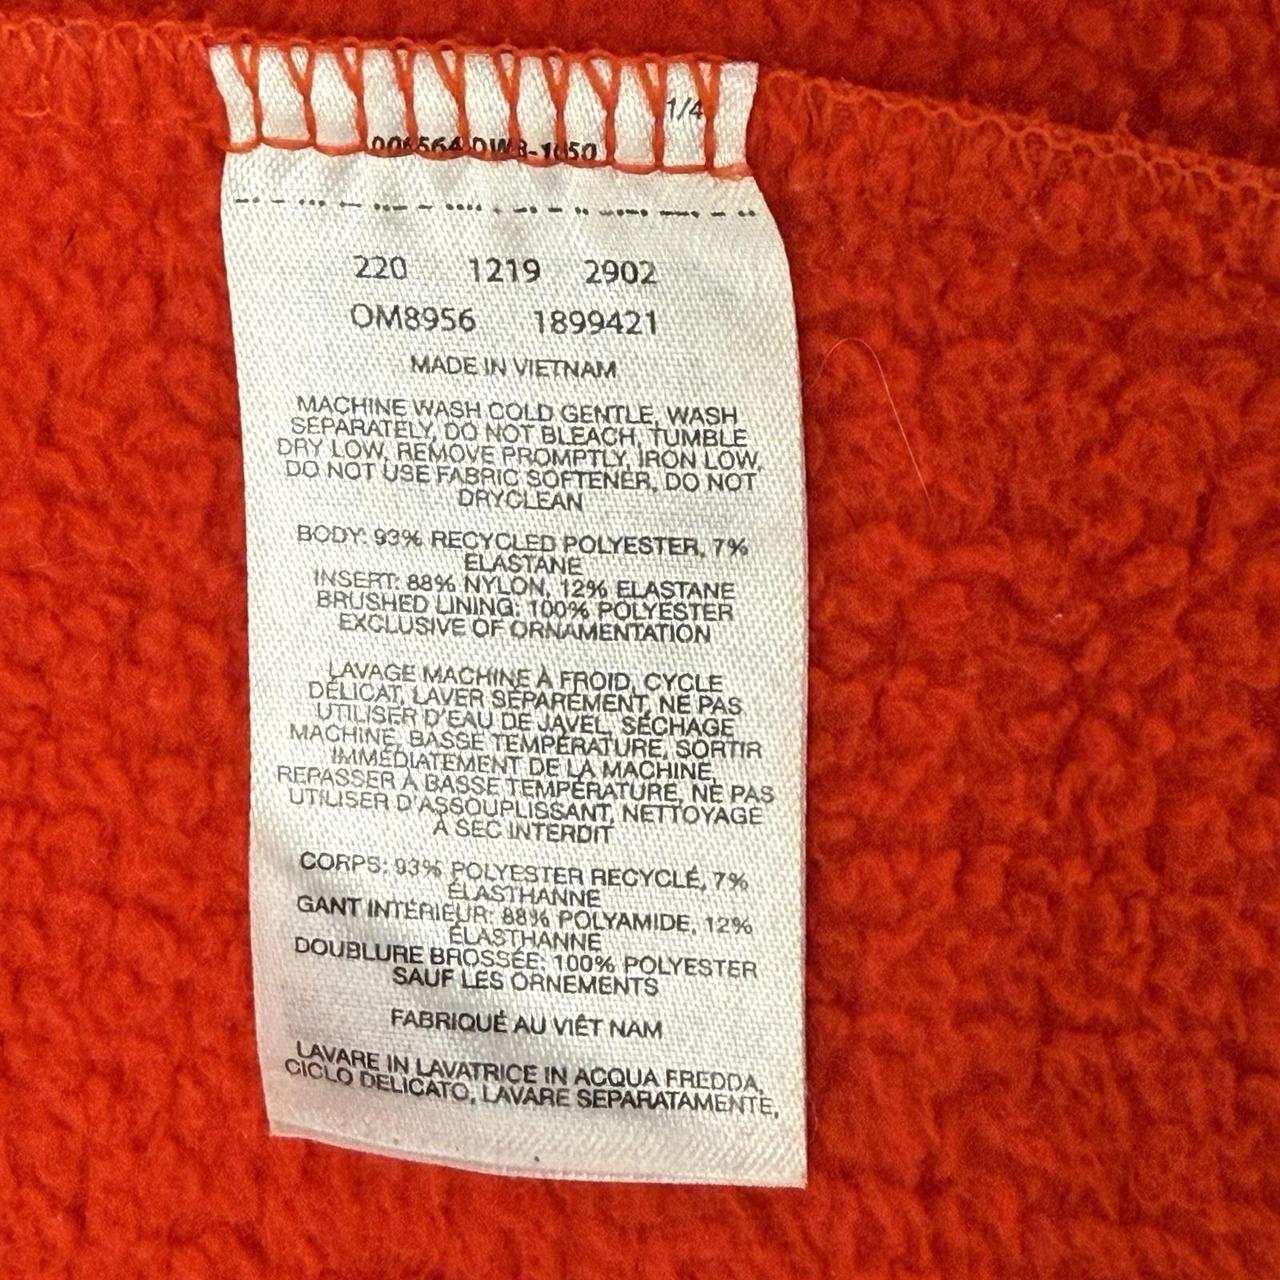 1/4
220 1219 2902
OM8956 1899421
MADE IN VIETNAM
MACHINE WASH COLD GENTLE, WASH
SEPARATELY, DO NOT BLEACH, TUMBLE
DRY LOW, REMOVE PROMPTLY, IRON LOW,
DO NOT USE FABRIC SOFTENER, DO NOT
DRYCLEAN
BODY: 93% RECYCLED POLYESTER, 7%
ELASTANE
INSERT: 88% NYLON, 12% ELASTANE
BRUSHED LINING: 100% POLYESTER
EXCLUSIVE OF ORNAMENTATION
LAVAGE MACHINE À FROID, CYCLE
DÉLICAT, LAVER SÉPAREMENT, NE PAS
UTILISER D'EAU DE JAVEL, SÉCHAGE
MACHINE, BASSE TEMPÉRATURE, SORTIR
IMMÉDIATEMENT DE LA MACHINE,
REPASSER À BASSE TEMPÉRATURE, NE PAS
UTILISER D'ASSOUPLISSANT, NETTOYAGE
À SEC INTERDIT
CORPS: 93% POLYESTER RECYCLÉ, 7%
ÉLASTHANNE
GANT INTÉRIEUR: 88% POLYAMIDE, 12%
ÉLASTHANNE
DOUBLURE BROSSÉE: 100% POLYESTER
SAUF LES ORNEMENTS
FABRIQUÉ AU VIÊT NAM
LAVARE IN LAVATRICE IN ACQUA FREDDA,
CICLO DELICATO, LAVARE SEPARATAMENTE,